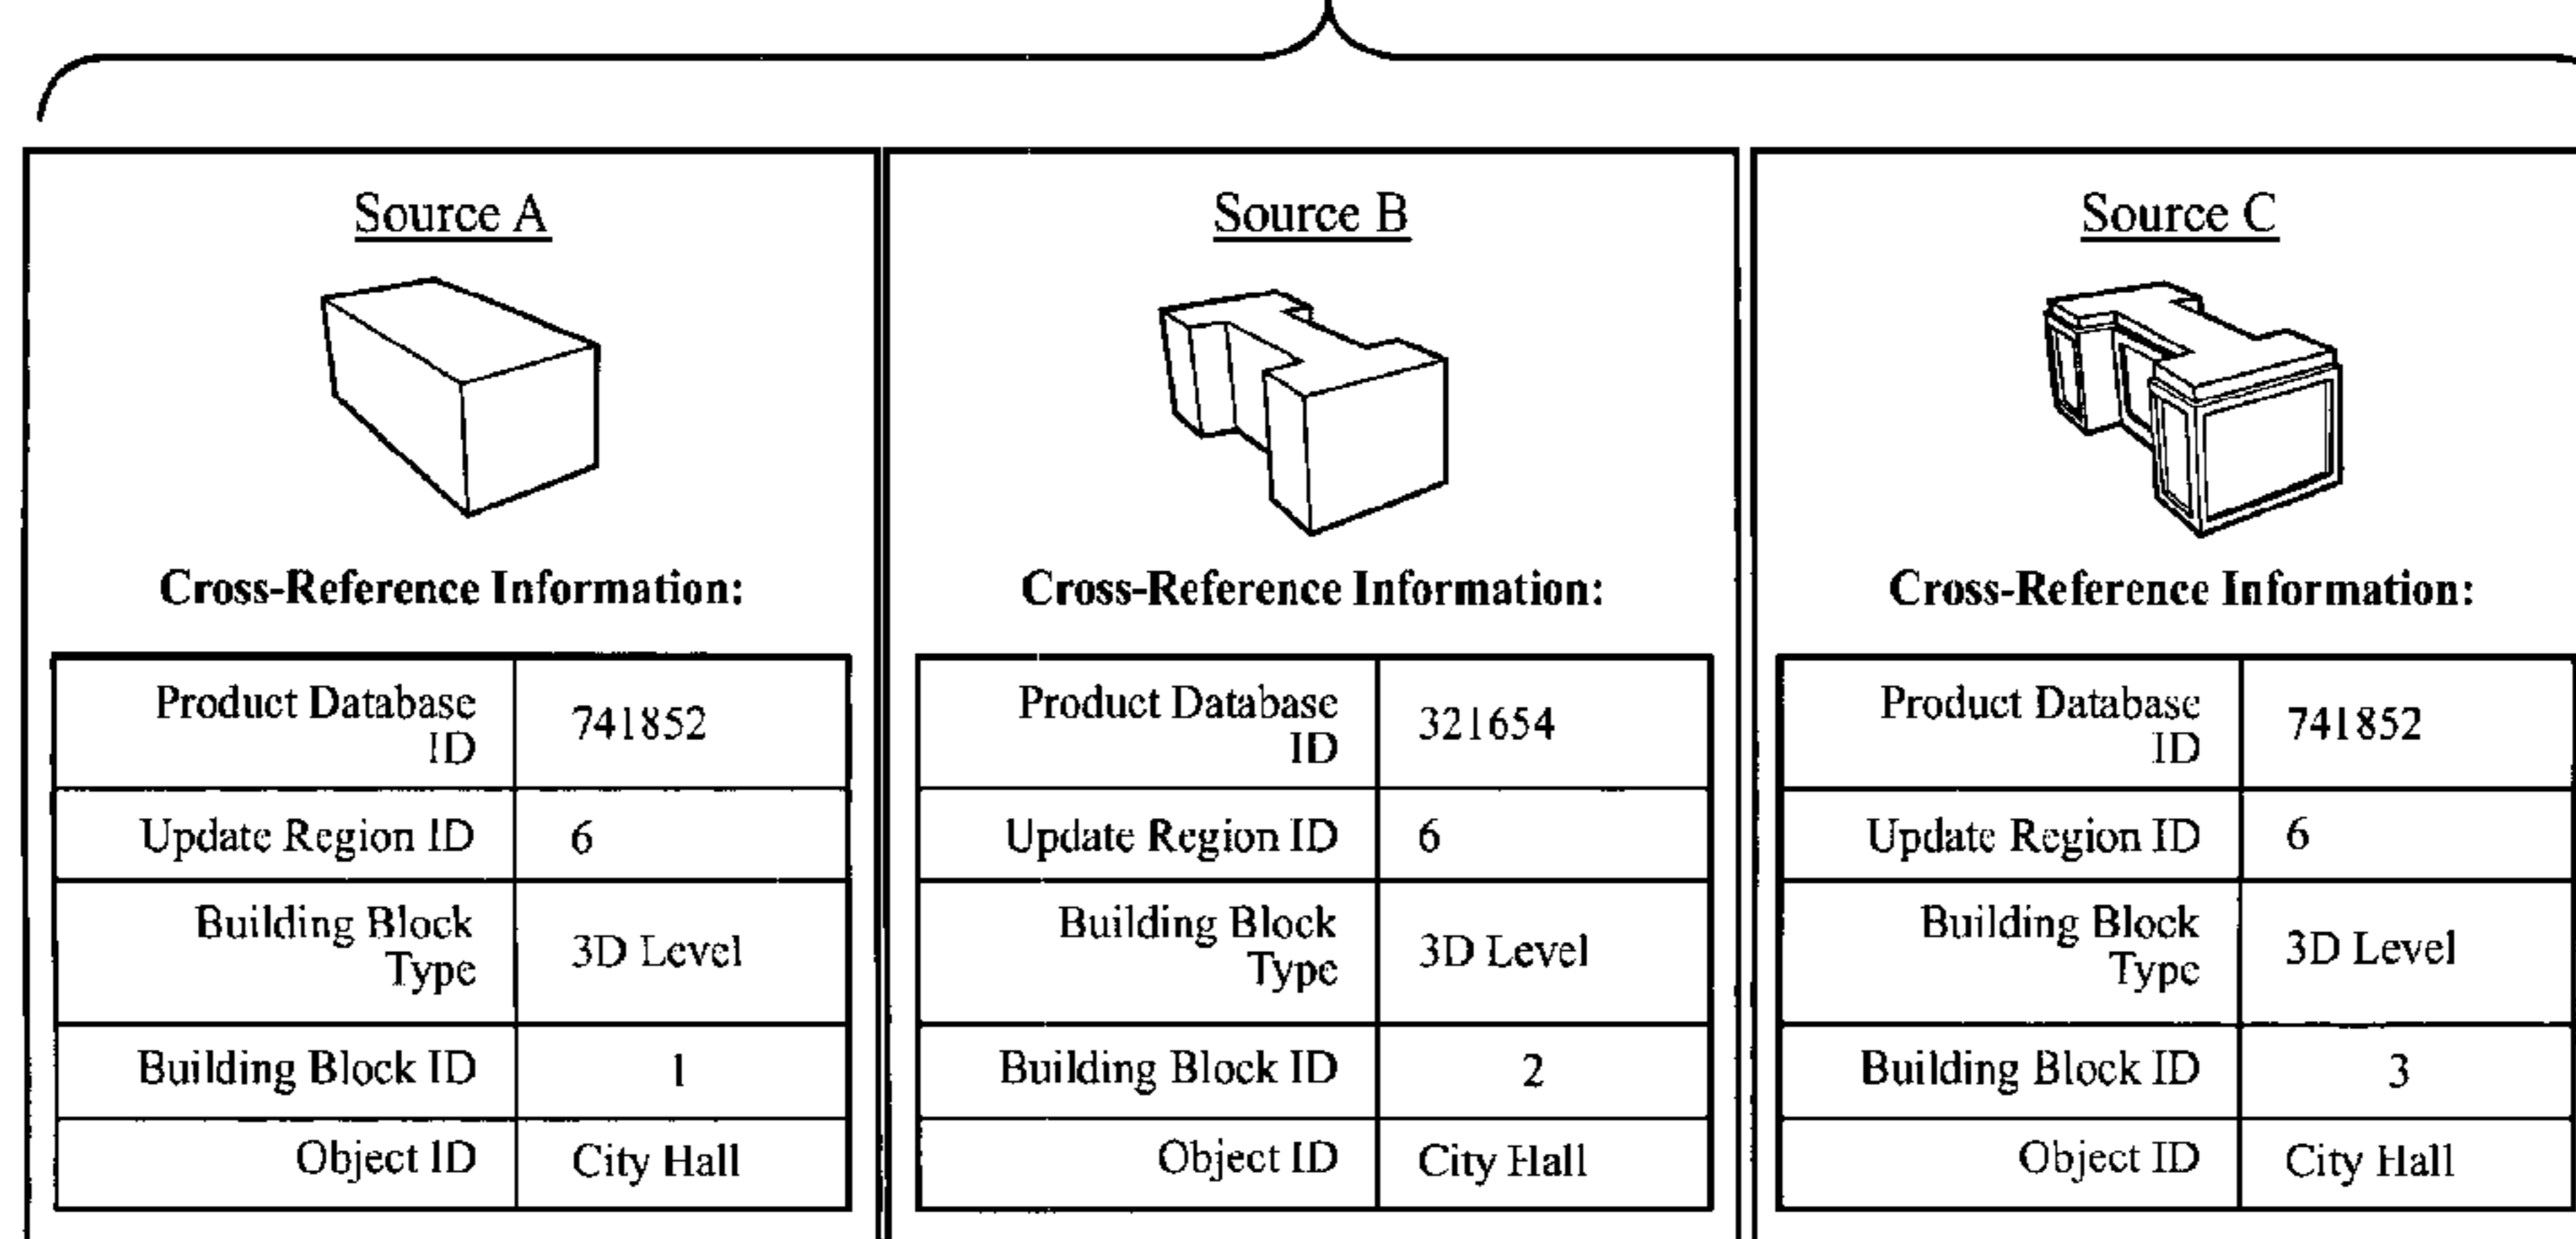 Source A
Cross-Reference Information:
Product Database
ID
741852
Update Region ID
6
Building Block
Type
3D Level
Building Block ID
1
Object ID
City Hall
Source B
Cross-Reference Information:
Product Database
ID
321654
Update Region ID
6
Building Block
Type
3D Level
Building Block ID
2
Object ID
City Hall
Source C
Cross-Reference Information:
Product Database
ID
741852
Update Region ID
6
Building Block
Type
3D Level
Building Block ID
3
Object ID
City Hall